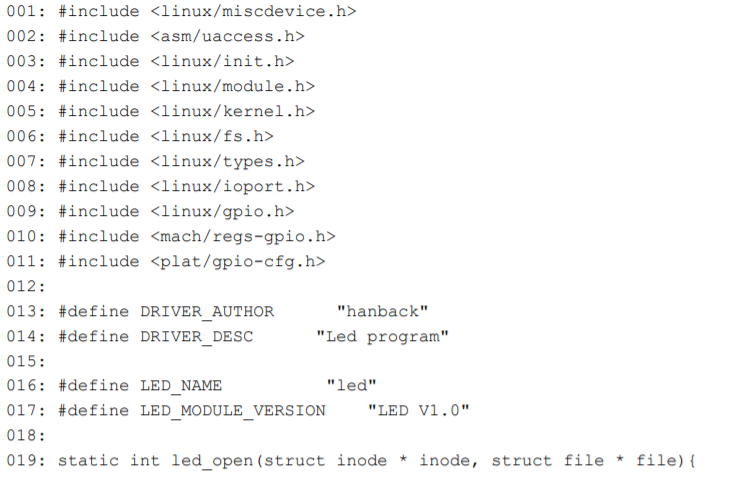 001: #include <linux/miscdevice.h>
002: #include <asm/uaccess.h>
003: #include <linux/init.h>
004: #include <linux/module.h>
005: #include <linux/kernel.h>
006: #include <linux/fs.h>
007: #include <linux/types.h>
008: #include <linux/ioport.h>
009: #include <linux/gpio.h>
010: #include <mach/regs-gpio.h>
011: #include <plat/gpio-cfg.h>
012:
013: #define DRIVER_AUTHOR      "hanback"
014: #define DRIVER_DESC      "Led program"
015:
016: #define LED_NAME          "led"
017: #define LED_MODULE_VERSION    "LED V1.0"
018:
019: static int led_open(struct inode * inode, struct file * file){